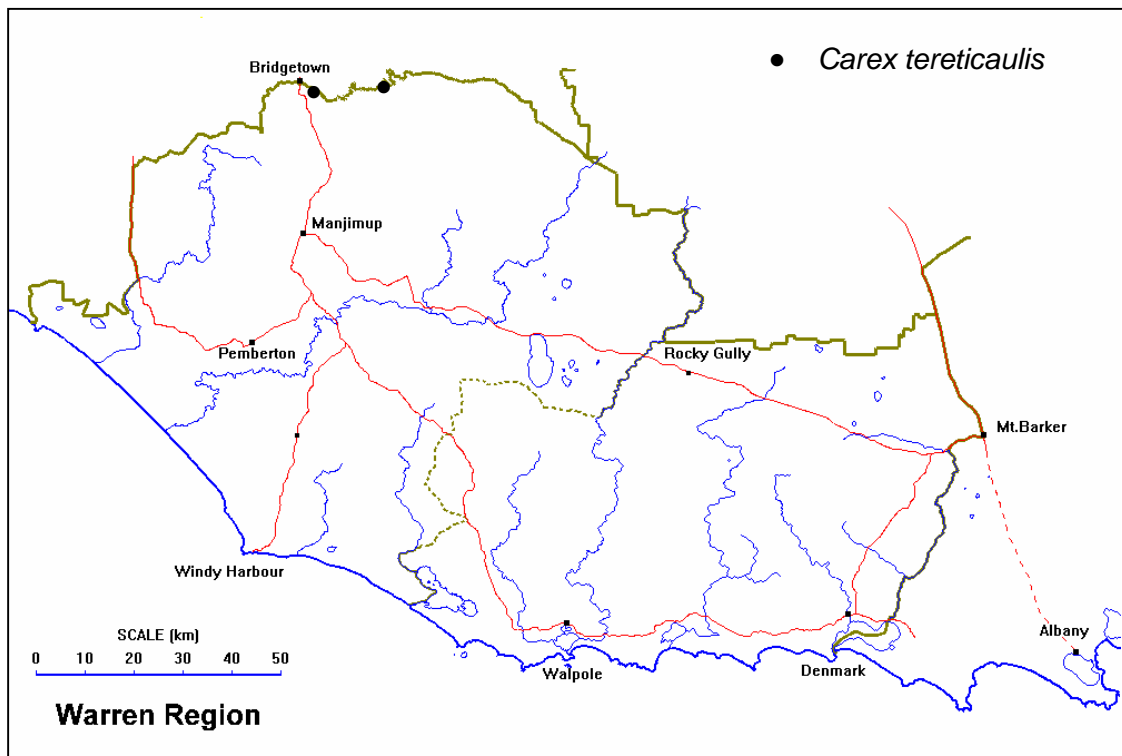 Carex tereticaulis
Bridgetown
Manjimup
Pemberton
Rocky Gully
Mt.Barker
Windy Harbour
SCALE (km)
0 10 20 30 40 50
Walpole
Denmark
Albany
Warren Region